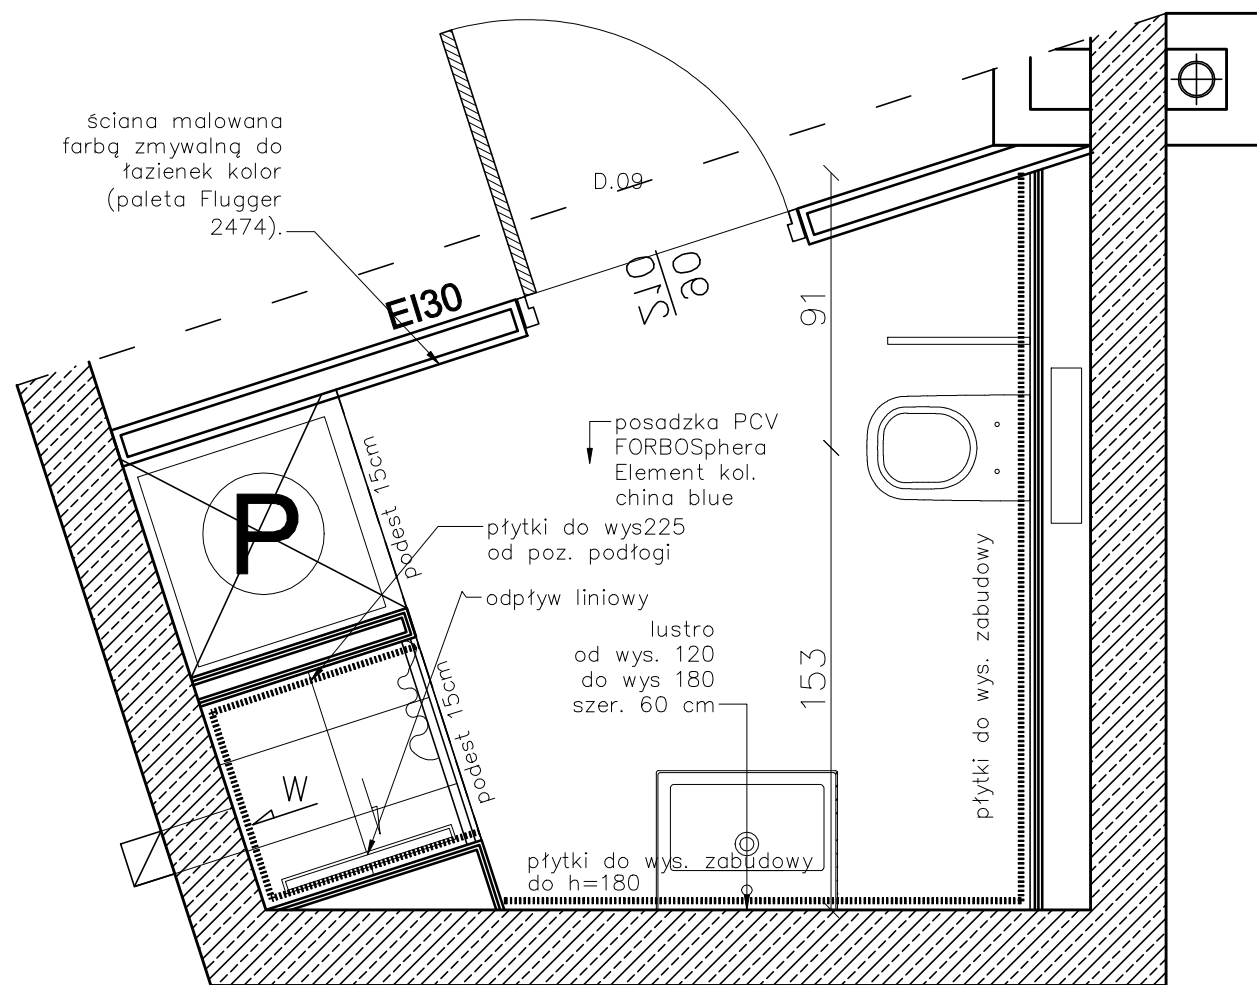 ściana malowana
farbą zmywalną do
łazienek kolor
(paleta Flugger
2474).
D.09
90
210
EI30
91
posadzka PCV
FORBOSphera
Element kol.
china blue
podest 15cm
P
płytki do wys225
od poz. podłogi
odpływ liniowy
lustro
od wys. 120
do wys 180
szer. 60 cm
153
płytki do wys. zabudowy
podest 15cm
W
płytki do wys. zabudowy
do h=180